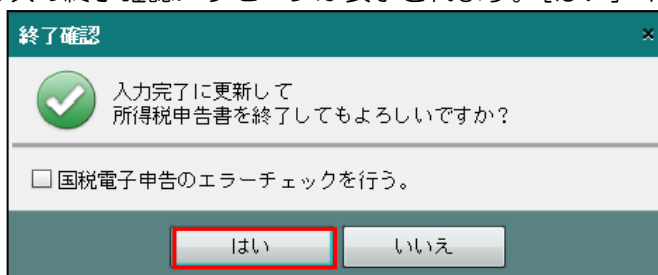 終了確認
×
入力完了に更新して
所得税申告書を終了してもよろしいですか？
国税電子申告のエラーチェックを行う。
はい いいえ